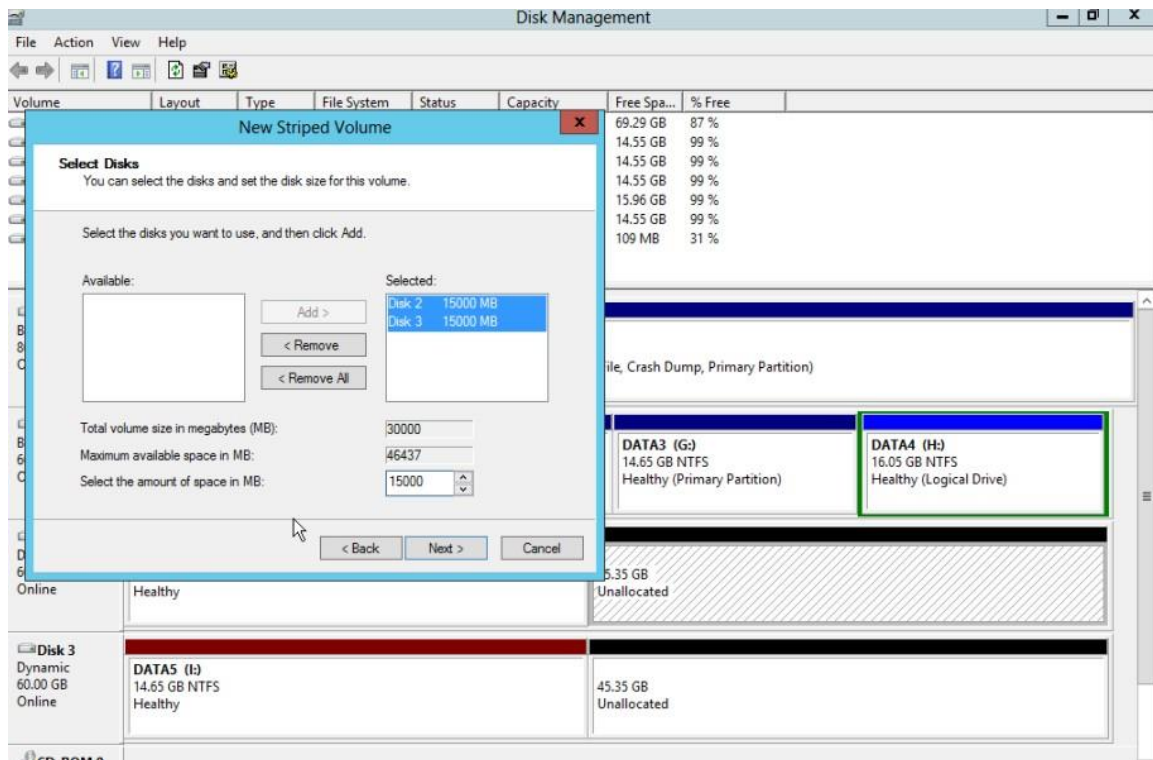 Disk Management
File Action View Help
Volume Layout Type File System Status Capacity Free Spa... % Free
69.29 GB 87 %
14.55 GB 99 %
14.55 GB 99 %
14.55 GB 99 %
15.96 GB 99 %
14.55 GB 99 %
109 MB 31 %
New Striped Volume
Select Disks
You can select the disks and set the disk size for this volume.
Select the disks you want to use, and then click Add.
Available:
Selected:
Add >
< Remove
< Remove All
Disk 2 15000 MB
Disk 3 15000 MB
Total volume size in megabytes (MB): 30000
Maximum available space in MB: 46437
Select the amount of space in MB: 15000
< Back Next > Cancel
ile, Crash Dump, Primary Partition)
DATA3 (G:)
14.65 GB NTFS
Healthy (Primary Partition)
DATA4 (H:)
16.05 GB NTFS
Healthy (Logical Drive)
Online
Healthy
5.35 GB
Unallocated
Disk 3
Dynamic
60.00 GB
Online
DATA5 (I:)
14.65 GB NTFS
Healthy
45.35 GB
Unallocated